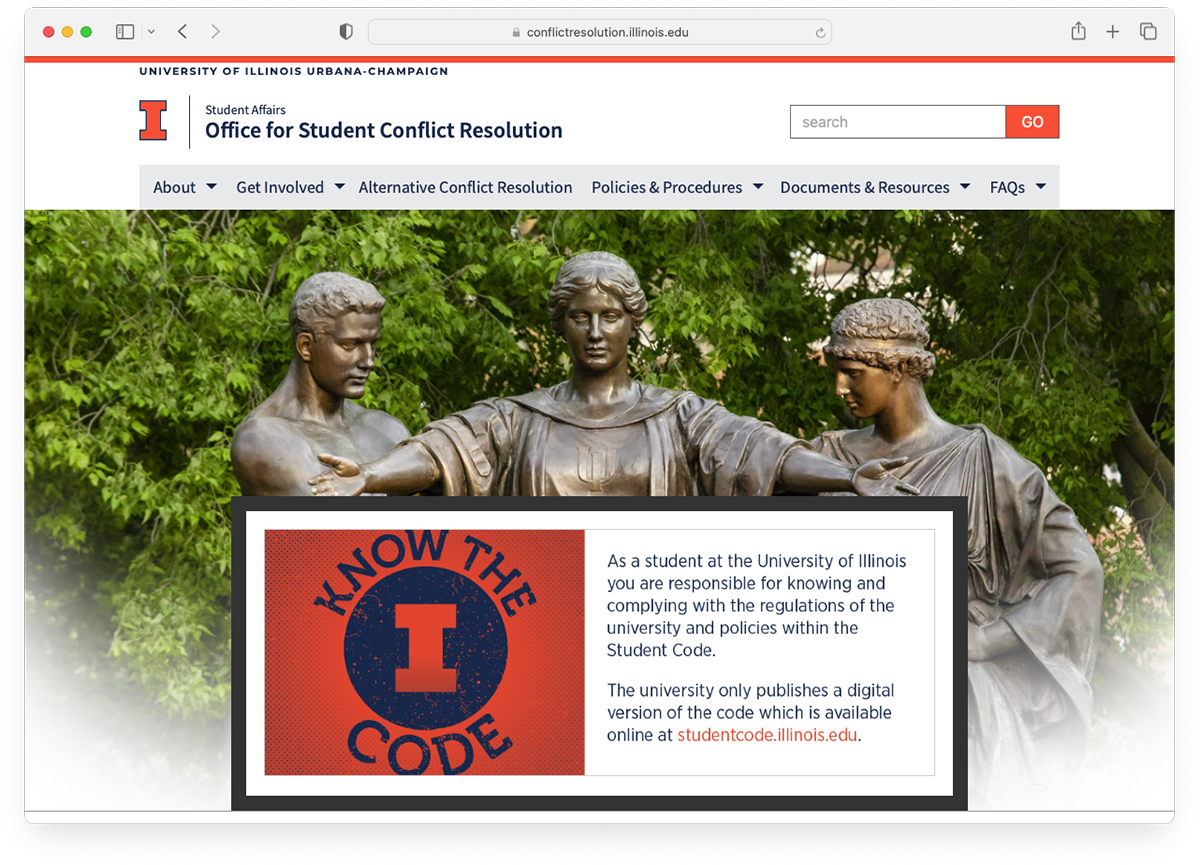 conflictresolution.illinois.edu
UNIVERSITY OF ILLINOIS URBANA-CHAMPAIGN
Student Affairs
Office for Student Conflict Resolution
search
GO
About
Get Involved
Alternative Conflict Resolution
Policies & Procedures
Documents & Resources
FAQs
KNOW THE
I
CODE
As a student at the University of Illinois
you are responsible for knowing and
complying with the regulations of the
university and policies within the
Student Code.
The university only publishes a digital
version of the code which is available
online at studentcode.illinois.edu.